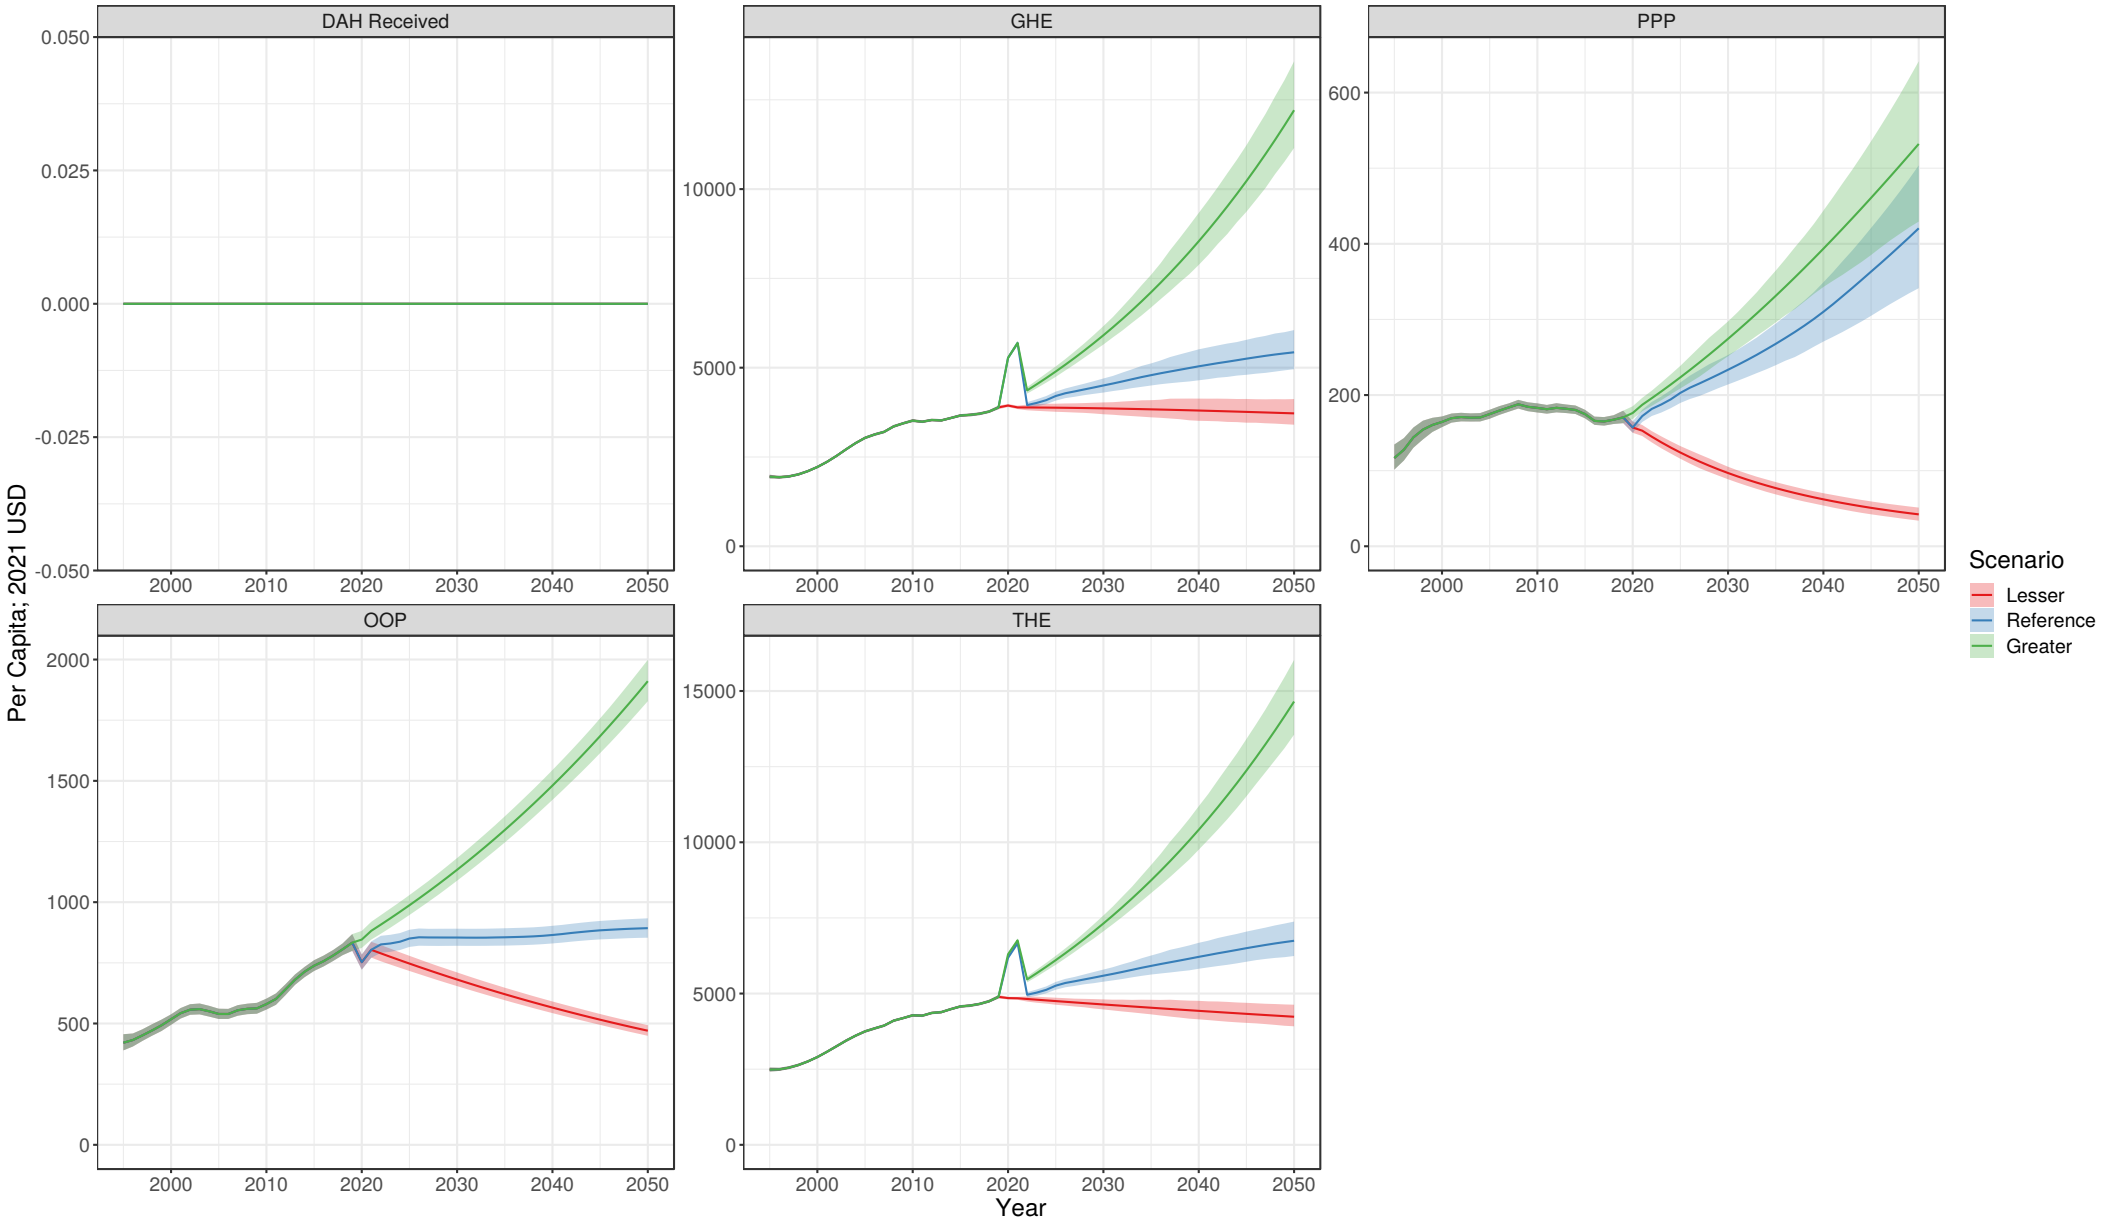 DAH Received
GHE
PPP
0.050
0.025
0.000
-0.025
-0.050
10000
5000
0
600
400
200
0
2000 2010 2020 2030 2040 2050
2000 2010 2020 2030 2040 2050
2000 2010 2020 2030 2040 2050
OOP
THE
2000
1500
1000
500
0
15000
10000
5000
0
2000 2010 2020 2030 2040 2050
2000 2010 2020 2030 2040 2050
Year
Per Capita; 2021 USD
Scenario
Lesser
Reference
Greater